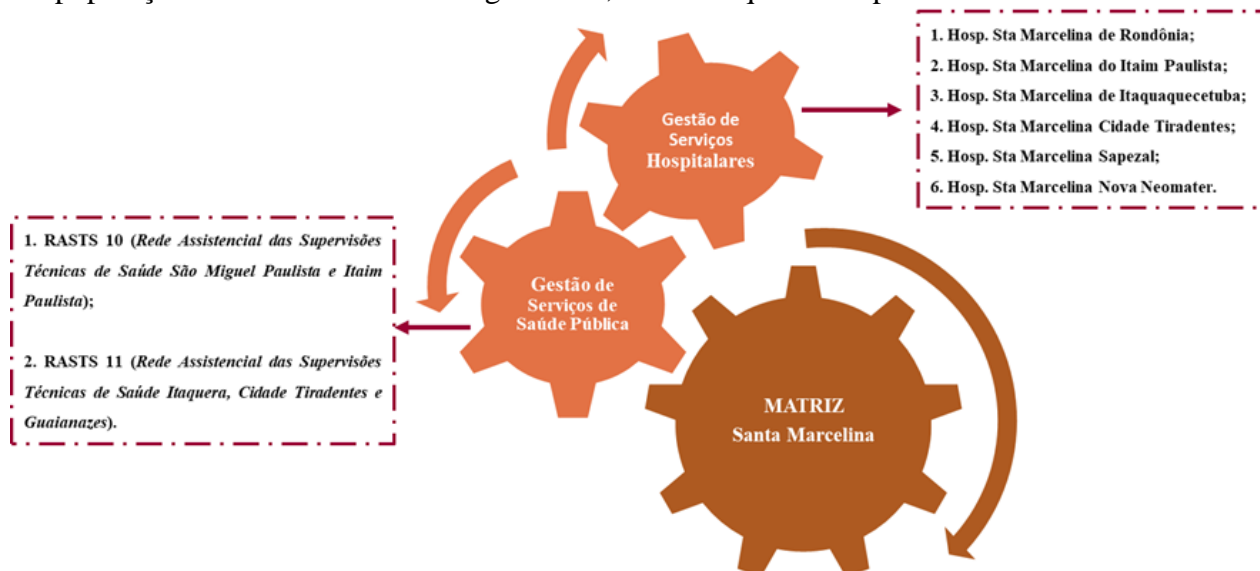 1. Hosp. Sta Marcelina de Rondônia;
2. Hosp. Sta Marcelina do Itaim Paulista;
3. Hosp. Sta Marcelina de Itaquaquecetuba;
4. Hosp. Sta Marcelina Cidade Tiradentes;
5. Hosp. Sta Marcelina Sapezal;
6. Hosp. Sta Marcelina Nova Neomater.
Gestão de
Serviços
Hospitalares
1. RASTS 10 (Rede Assistencial das Supervisões
Técnicas de Saúde São Miguel Paulista e Itaim
Paulista);
2. RASTS 11 (Rede Assistencial das Supervisões
Técnicas de Saúde Itaquera, Cidade Tiradentes e
Guaianazes).
Gestão de
Serviços de
Saúde Pública
MATRIZ
Santa Marcelina